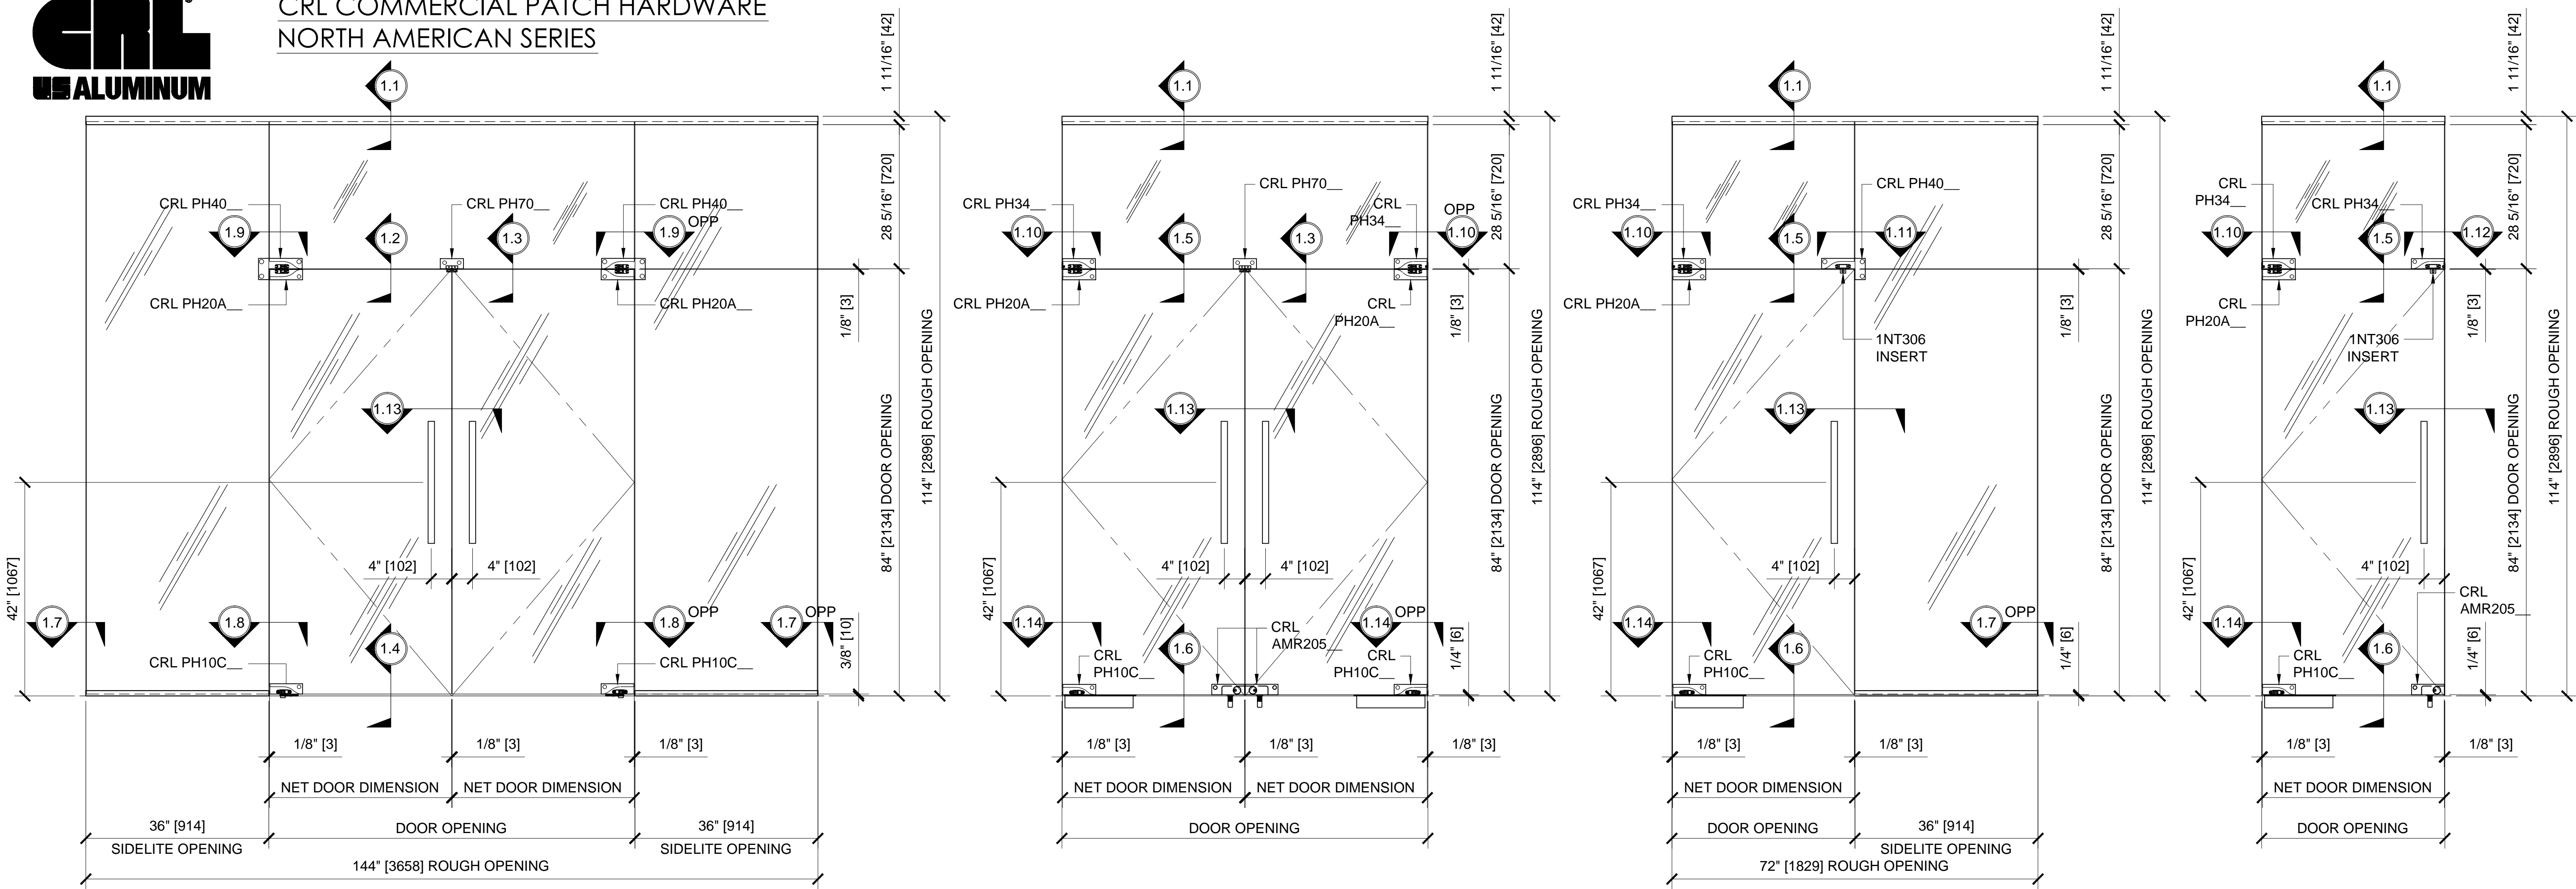 CRL
®
US ALUMINUM
CRL COMMERCIAL PATCH HARDWARE
NORTH AMERICAN SERIES
1.1
CRL PH40__
1.9
1.2
CRL PH70__
1.3
CRL PH40__
1.9
OPP
CRL PH20A__
CRL PH20A__
1.13
4" [102]
4" [102]
42" [1067]
1.7
1.8
1.4
1.8
OPP
1.7
OPP
CRL PH10C__
CRL PH10C__
1 11/16" [42]
28 5/16" [720]
1/8" [3]
84" [2134] DOOR OPENING
114" [2896] ROUGH OPENING
3/8" [10]
1/8" [3]
1/8" [3]
1/8" [3]
NET DOOR DIMENSION
NET DOOR DIMENSION
36" [914]
SIDELITE OPENING
DOOR OPENING
36" [914]
SIDELITE OPENING
144" [3658] ROUGH OPENING
1.1
CRL PH34__
1.10
1.5
CRL PH70__
1.3
CRL
PH34__
OPP
1.10
CRL PH20A__
CRL
PH20A__
1.13
4" [102]
4" [102]
42" [1067]
1.14
1.6
1.14
OPP
CRL
PH10C__
CRL
AMR205__
CRL
PH10C__
1 11/16" [42]
28 5/16" [720]
1/8" [3]
84" [2134] DOOR OPENING
114" [2896] ROUGH OPENING
1/4" [6]
1/8" [3]
1/8" [3]
1/8" [3]
NET DOOR DIMENSION
NET DOOR DIMENSION
DOOR OPENING
1.1
CRL PH34__
1.10
1.5
CRL PH40__
1.11
CRL PH20A__
1NT306
INSERT
1.13
4" [102]
42" [1067]
1.14
1.6
1.7
OPP
CRL
PH10C__
1 11/16" [42]
28 5/16" [720]
1/8" [3]
84" [2134] DOOR OPENING
114" [2896] ROUGH OPENING
1/4" [6]
1/8" [3]
1/8" [3]
NET DOOR DIMENSION
DOOR OPENING
36" [914]
SIDELITE OPENING
72" [1829] ROUGH OPENING
1.1
CRL
PH34__
CRL PH34__
1.10
1.5
1.12
CRL
PH20A__
1NT306
INSERT
1.13
4" [102]
42" [1067]
1.14
1.6
CRL
PH10C__
CRL
AMR205__
1 11/16" [42]
28 5/16" [720]
1/8" [3]
84" [2134] DOOR OPENING
114" [2896] ROUGH OPENING
1/4" [6]
1/8" [3]
1/8" [3]
NET DOOR DIMENSION
DOOR OPENING